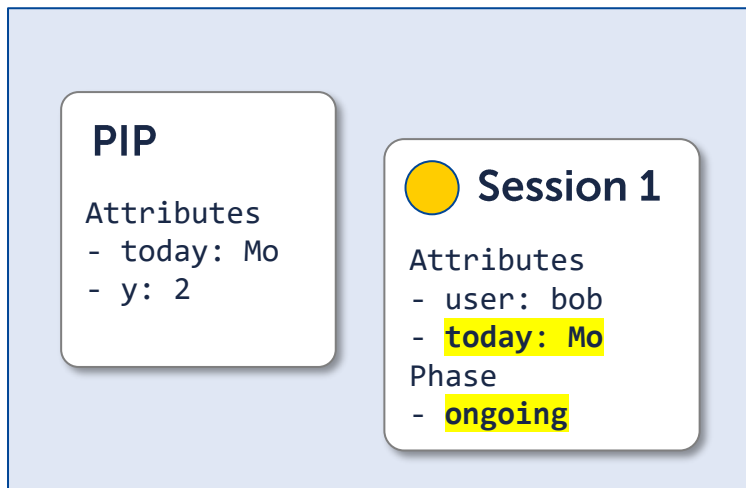 PIP
Attributes
- today: Mo
- y: 2
Session 1
Attributes
- user: bob
- today: Mo
Phase
- ongoing